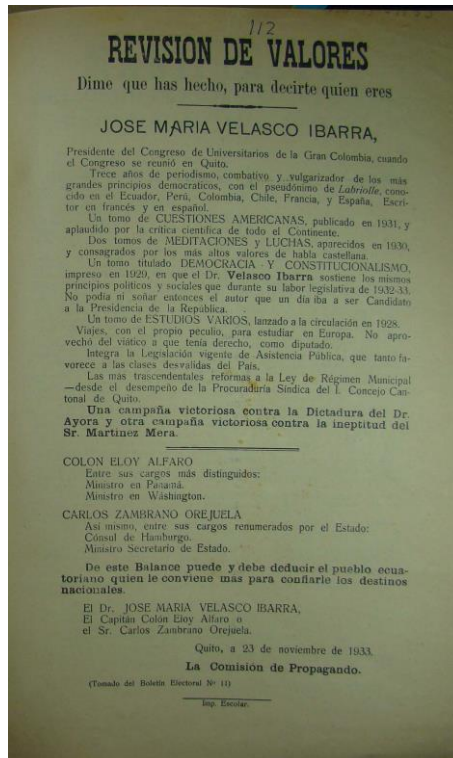 112
REVISION DE VALORES
Dime que has hecho, para decirte quien eres
JOSE MARIA VELASCO IBARRA,
Presidente del Congreso de Universitarios de la Gran Colombia, cuando
el Congreso se reunió en Quito.
Trece años de periodismo, combativo y vulgarizador de los más
grandes principios democraticos, con el pseudónimo de Labriolle, cono-
cido en el Ecuador, Perú, Colombia, Chile, Francia, y España, Escri-
tor en francés y en español.
Un tomo de CUESTIONES AMERICANAS, publicado en 1931, y
aplaudido por la crítica científica de todo el Continente.
Dos tomos de MEDITACIONES y LUCHAS, aparecidos en 1930,
y consagrados por los más altos valores de habla castellana.
Un tomo titulado DEMOCRACIA Y CONSTITUCIONALISMO,
impreso en 1929, en que el Dr. Velasco Ibarra sostiene los mismos
principios políticos y sociales que durante su labor legislativa de 1932-33.
No podía ni soñar entonces el autor que un día iba a ser Candidato
a la Presidencia de la República.
Un tomo de ESTUDIOS VARIOS, lanzado a la circulación en 1928.
Viajes, con el propio peculio, para estudiar en Europa. No apro-
vechó del viático a que tenía derecho, como diputado.
Integra la Legislación vigente de Asistencia Pública, que tanto fa-
vorece a las clases desvalidas del País.
Las más trascendentales reformas a la Ley de Régimen Municipal
—desde el desempeño de la Procuraduría Síndica del I. Concejo Can-
tonal de Quito.
Una campaña victoriosa contra la Dictadura del Dr.
Ayora y otra campaña victoriosa contra la ineptitud del
Sr. Martínez Mera.
COLON ELOY ALFARO
Entre sus cargos más distinguidos:
Ministro en Panamá.
Ministro en Wáshington.
CARLOS ZAMBRANO OREJUELA
Así mismo, entre sus cargos renumerados por el Estado:
Cónsul de Hamburgo.
Ministro Secretario de Estado.
De este Balance puede y debe deducir el pueblo ecua-
toriano quien le conviene mas para confiarle los destinos
nacionales.
El Dr. JOSE MARIA VELASCO IBARRA,
El Capitán Colón Eloy Alfaro o
el Sr. Carlos Zambrano Orejuela.
Quito, a 23 de noviembre de 1933.
La Comisión de Propagando.
(Tomado del Boletín Electoral Nº 11)
Imp. Escolar.